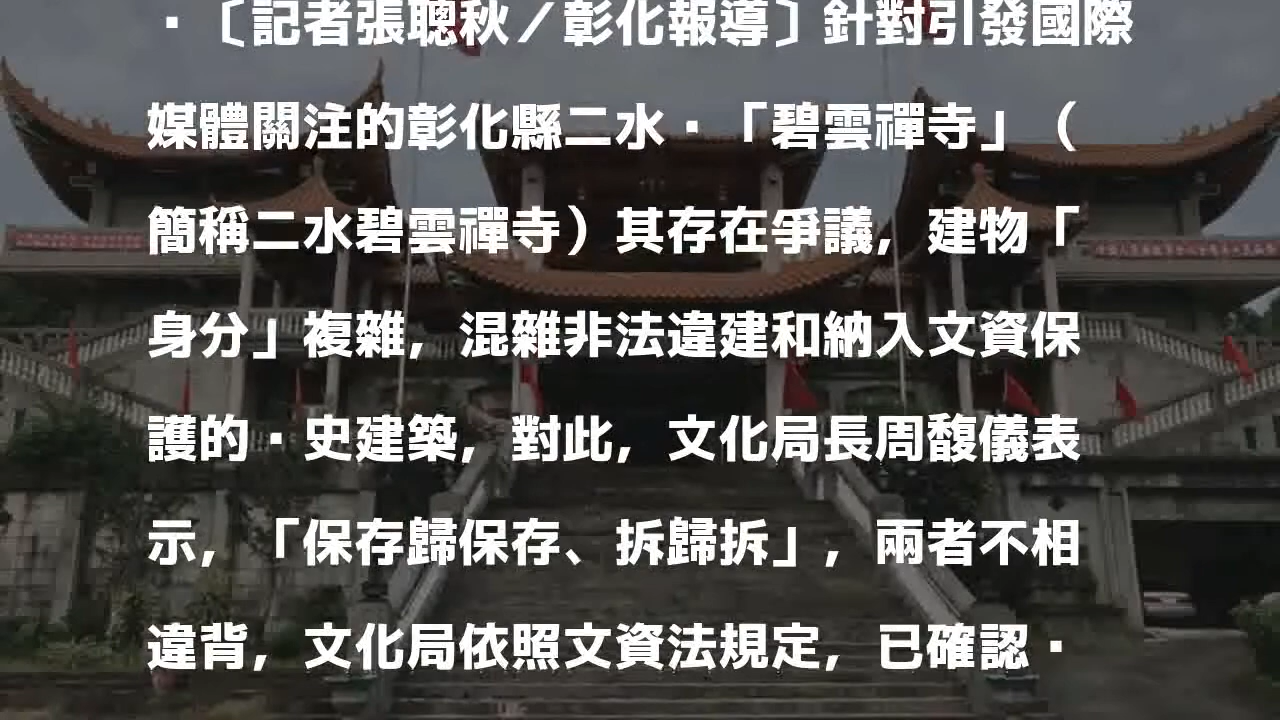 ·〔記者張聰秋／彰化報導〕針對引發國際
媒體關注的彰化縣二水·「碧雲禪寺」（
簡稱二水碧雲禪寺）其存在爭議，建物「
身分」複雜，混雜非法違建和納入文資保
護的·史建築，對此，文化局長周馥儀表
示，「保存歸保存、拆歸拆」，兩者不相
違背，文化局依照文資法規定，已確認·